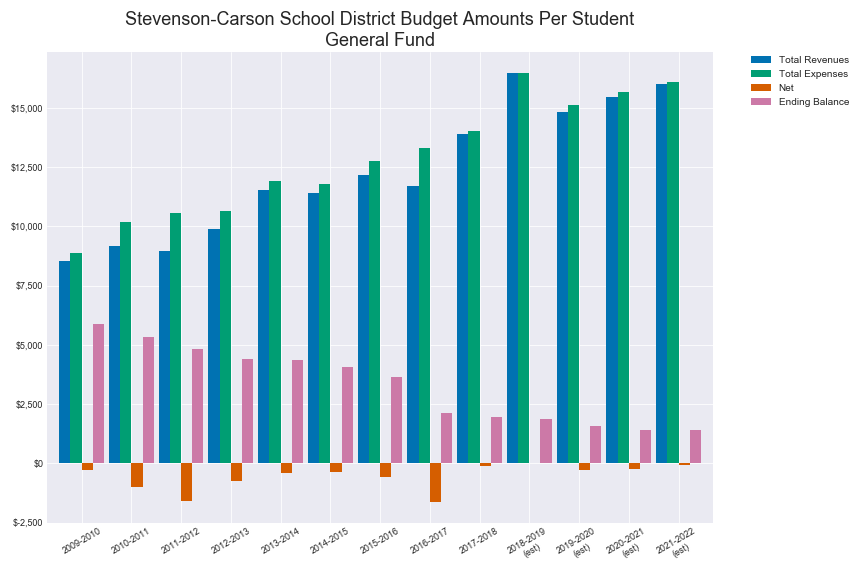 Stevenson-Carson School District Budget Amounts Per Student
General Fund
Total Revenues
Total Expenses
Net
Ending Balance
$15,000
$12,500
$10,000
$7,500
$5,000
$2,500
$0
$-2,500
2009-2010
2010-2011
2011-2012
2012-2013
2013-2014
2014-2015
2015-2016
2016-2017
2017-2018
2018-2019
(est)
2019-2020
(est)
2020-2021
(est)
2021-2022
(est)